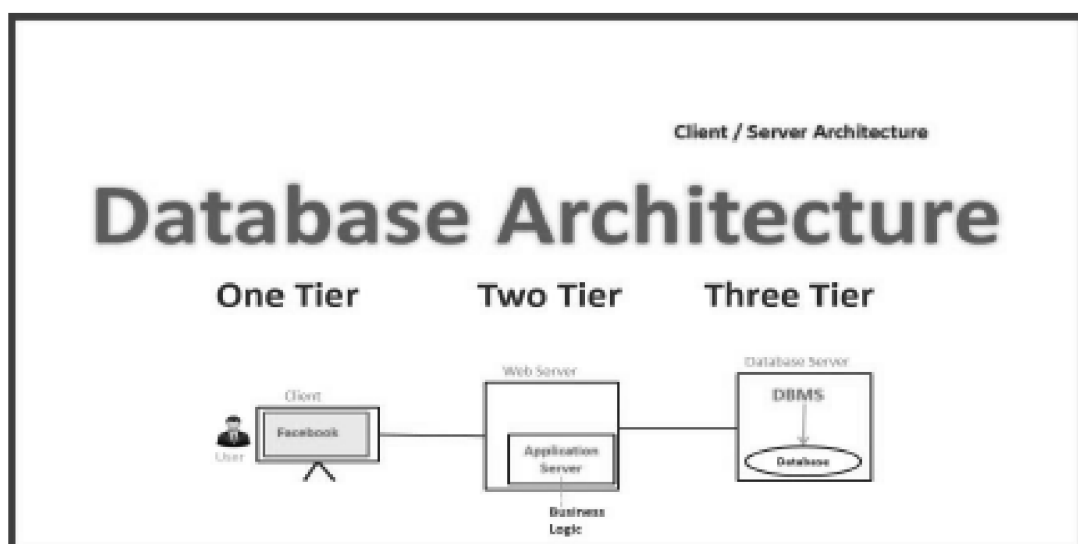 Client / Server Architecture
Database Architecture
One Tier Two Tier Three Tier
Database Server
Web Server
DBMS
Client
Facebook
User
Application
Server
Database
Business
Logic